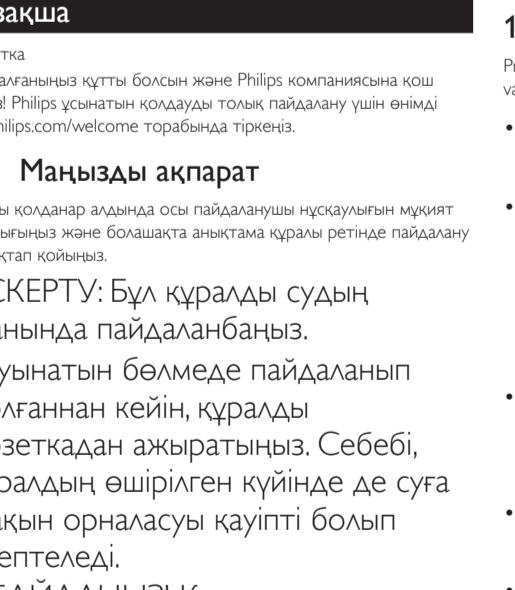 зақша
тка
алғаныңыз құтты болсын және Philips компаниясына қош
з! Philips ұсынатын қолдауды толық пайдалану үшін өнімді
hilips.com/welcome торабында тіркеңіз.
Маңызды ақпарат
ы қолданар алдында осы пайдаланушы нұсқаулығын мұқият
ығыңыз және болашақта анықтама құралы ретінде пайдалану
қтап қойыңыз.
СКЕРТУ: Бұл құралды судың
анында пайдаланбаңыз.
уынатын бөлмеде пайдаланып
олғаннан кейін, құралды
озеткадан ажыратыңыз. Себебі,
ралдың өшірілген күйінде де суға
ақын орналасуы қауіпті болып
ептеледі.
1
P
va